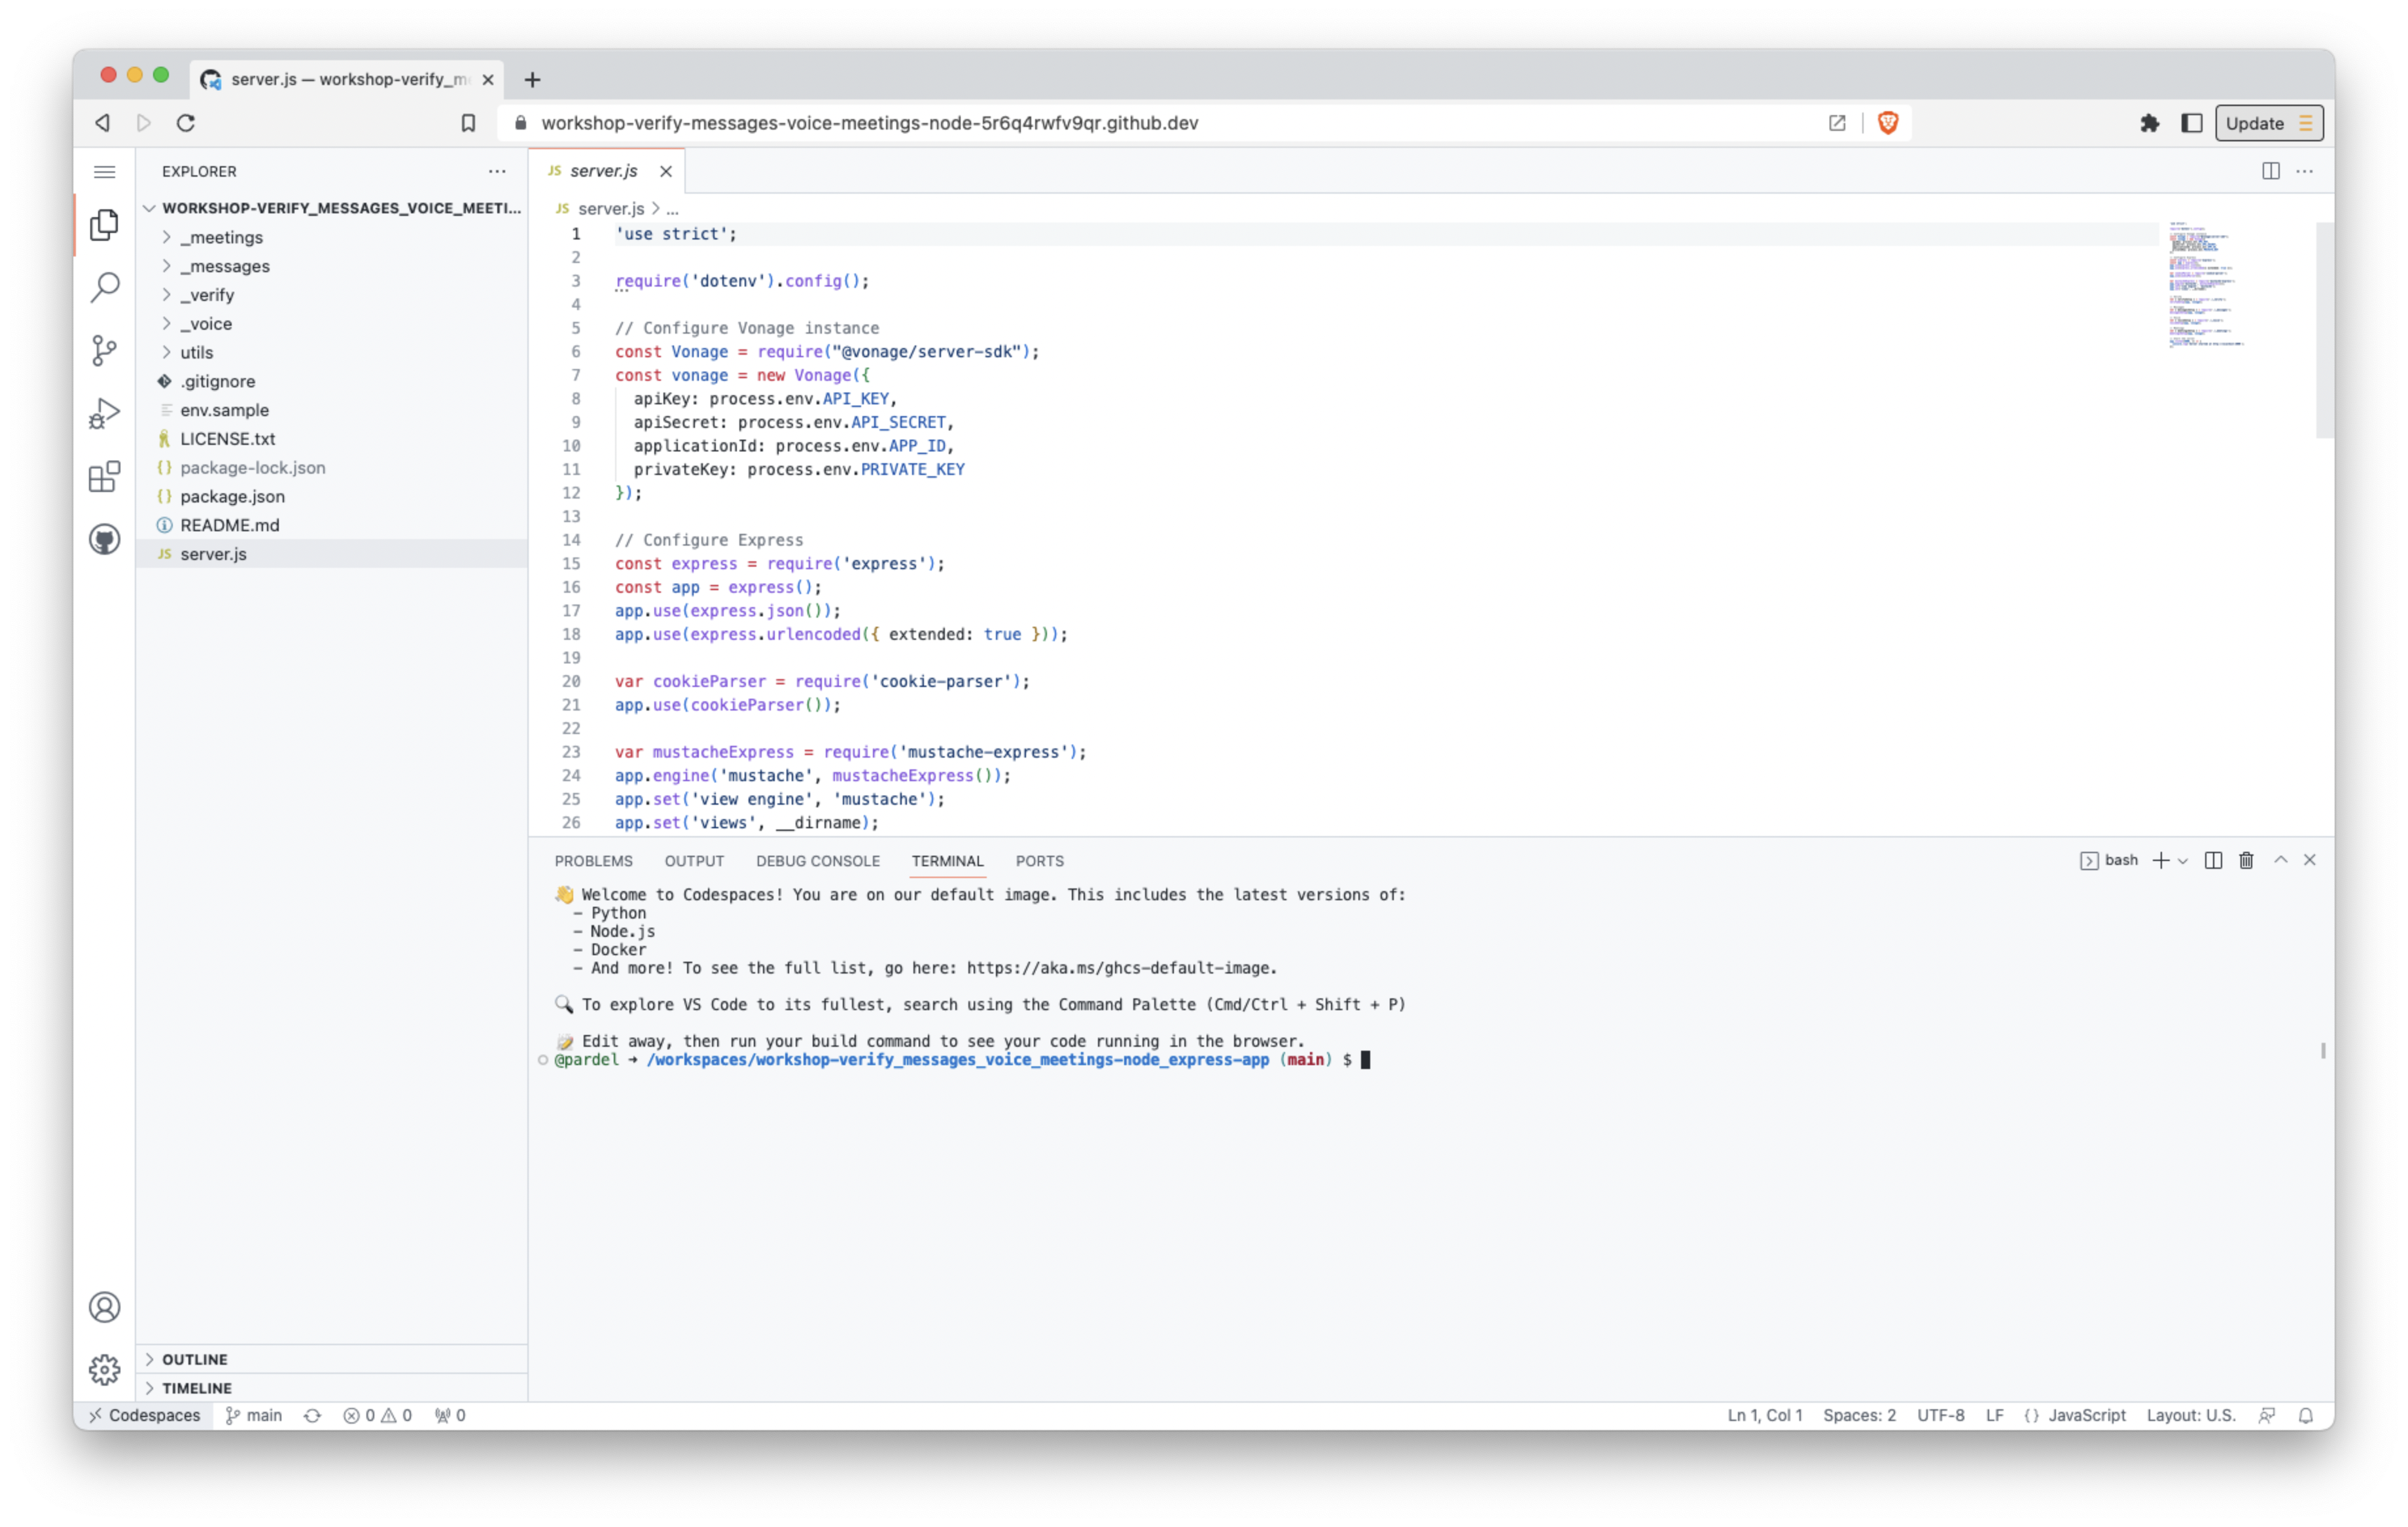 server.js — workshop-verify_m
workshop-verify-messages-voice-meetings-node-5r6q4rwfv9qr.github.dev
Update
EXPLORER
WORKSHOP-VERIFY_MESSAGES_VOICE_MEETI...
_meetings
_messages
_verify
_voice
utils
.gitignore
env.sample
LICENSE.txt
{} package-lock.json
{} package.json
README.md
JS server.js
OUTLINE
TIMELINE
JS server.js
JS server.js > ...
1 'use strict';
2
3 require('dotenv').config();
4
5 // Configure Vonage instance
6 const Vonage = require("@vonage/server-sdk");
7 const vonage = new Vonage({
8 apiKey: process.env.API_KEY,
9 apiSecret: process.env.API_SECRET,
10 applicationId: process.env.APP_ID,
11 privateKey: process.env.PRIVATE_KEY
12 });
13
14 // Configure Express
15 const express = require('express');
16 const app = express();
17 app.use(express.json());
18 app.use(express.urlencoded({ extended: true }));
19
20 var cookieParser = require('cookie-parser');
21 app.use(cookieParser());
22
23 var mustacheExpress = require('mustache-express');
24 app.engine('mustache', mustacheExpress());
25 app.set('view engine', 'mustache');
26 app.set('views', __dirname);
PROBLEMS OUTPUT DEBUG CONSOLE TERMINAL PORTS bash
👋 Welcome to Codespaces! You are on our default image. This includes the latest versions of:
- Python
- Node.js
- Docker
- And more! To see the full list, go here: https://aka.ms/ghcs-default-image.
🔍 To explore VS Code to its fullest, search using the Command Palette (Cmd/Ctrl + Shift + P)
📝 Edit away, then run your build command to see your code running in the browser.
@pardel → /workspaces/workshop-verify_messages_voice_meetings-node_express-app (main) $
Codespaces main 0 0 0 Ln 1, Col 1 Spaces: 2 UTF-8 LF {} JavaScript Layout: U.S.